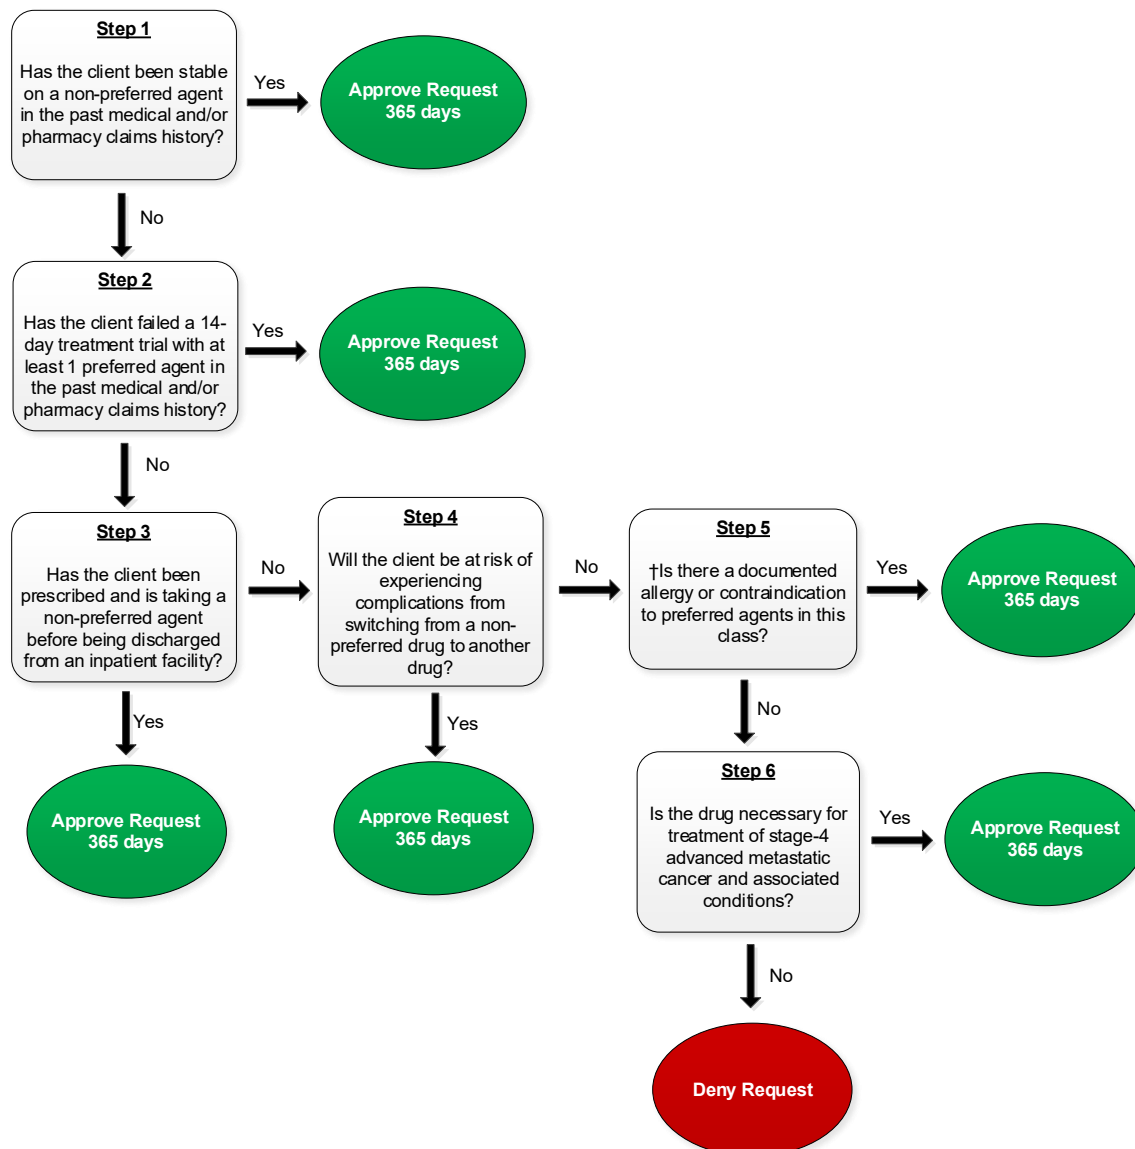 Step 1
Has the client been stable
on a non-preferred agent
in the past medical and/or
pharmacy claims history?
Yes
Approve Request
365 days
No
Step 2
Has the client failed a 14-
day treatment trial with at
least 1 preferred agent in
the past medical and/or
pharmacy claims history?
Yes
Approve Request
365 days
No
Step 3
Has the client been
prescribed and is taking a
non-preferred agent
before being discharged
from an inpatient facility?
No
Step 4
Will the client be at risk of
experiencing
complications from
switching from a non-
preferred drug to another
drug?
No
Step 5
†Is there a documented
allergy or contraindication
to preferred agents in this
class?
Yes
Approve Request
365 days
Yes
Approve Request
365 days
Yes
Approve Request
365 days
No
Step 6
Is the drug necessary for
treatment of stage-4
advanced metastatic
cancer and associated
conditions?
Yes
Approve Request
365 days
No
Deny Request